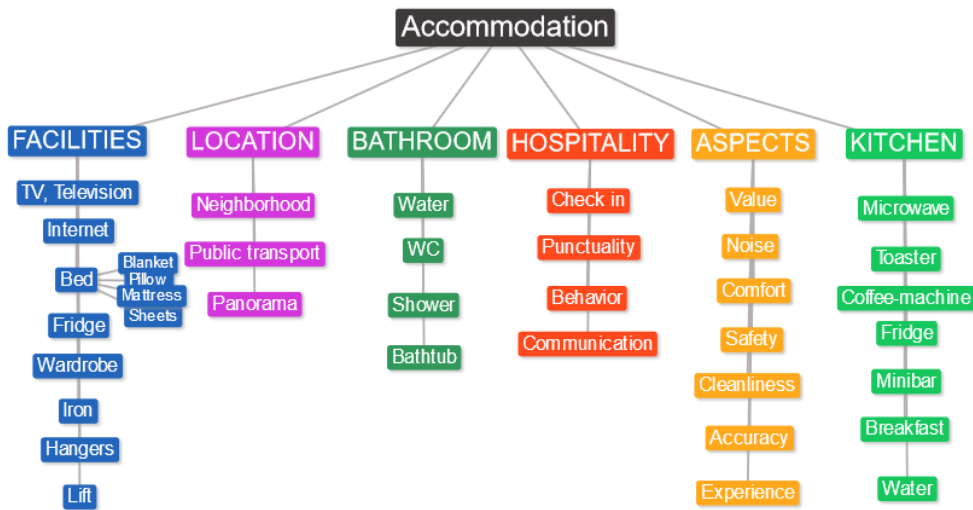 Accommodation
FACILITIES
TV, Television
Internet
Bed
Blanket
Pillow
Mattress
Sheets
Fridge
Wardrobe
Iron
Hangers
Lift
LOCATION
Neighborhood
Public transport
Panorama
BATHROOM
Water
WC
Shower
Bathtub
HOSPITALITY
Check in
Punctuality
Behavior
Communication
ASPECTS
Value
Noise
Comfort
Safety
Cleanliness
Accuracy
Experience
KITCHEN
Microwave
Toaster
Coffee-machine
Fridge
Minibar
Breakfast
Water